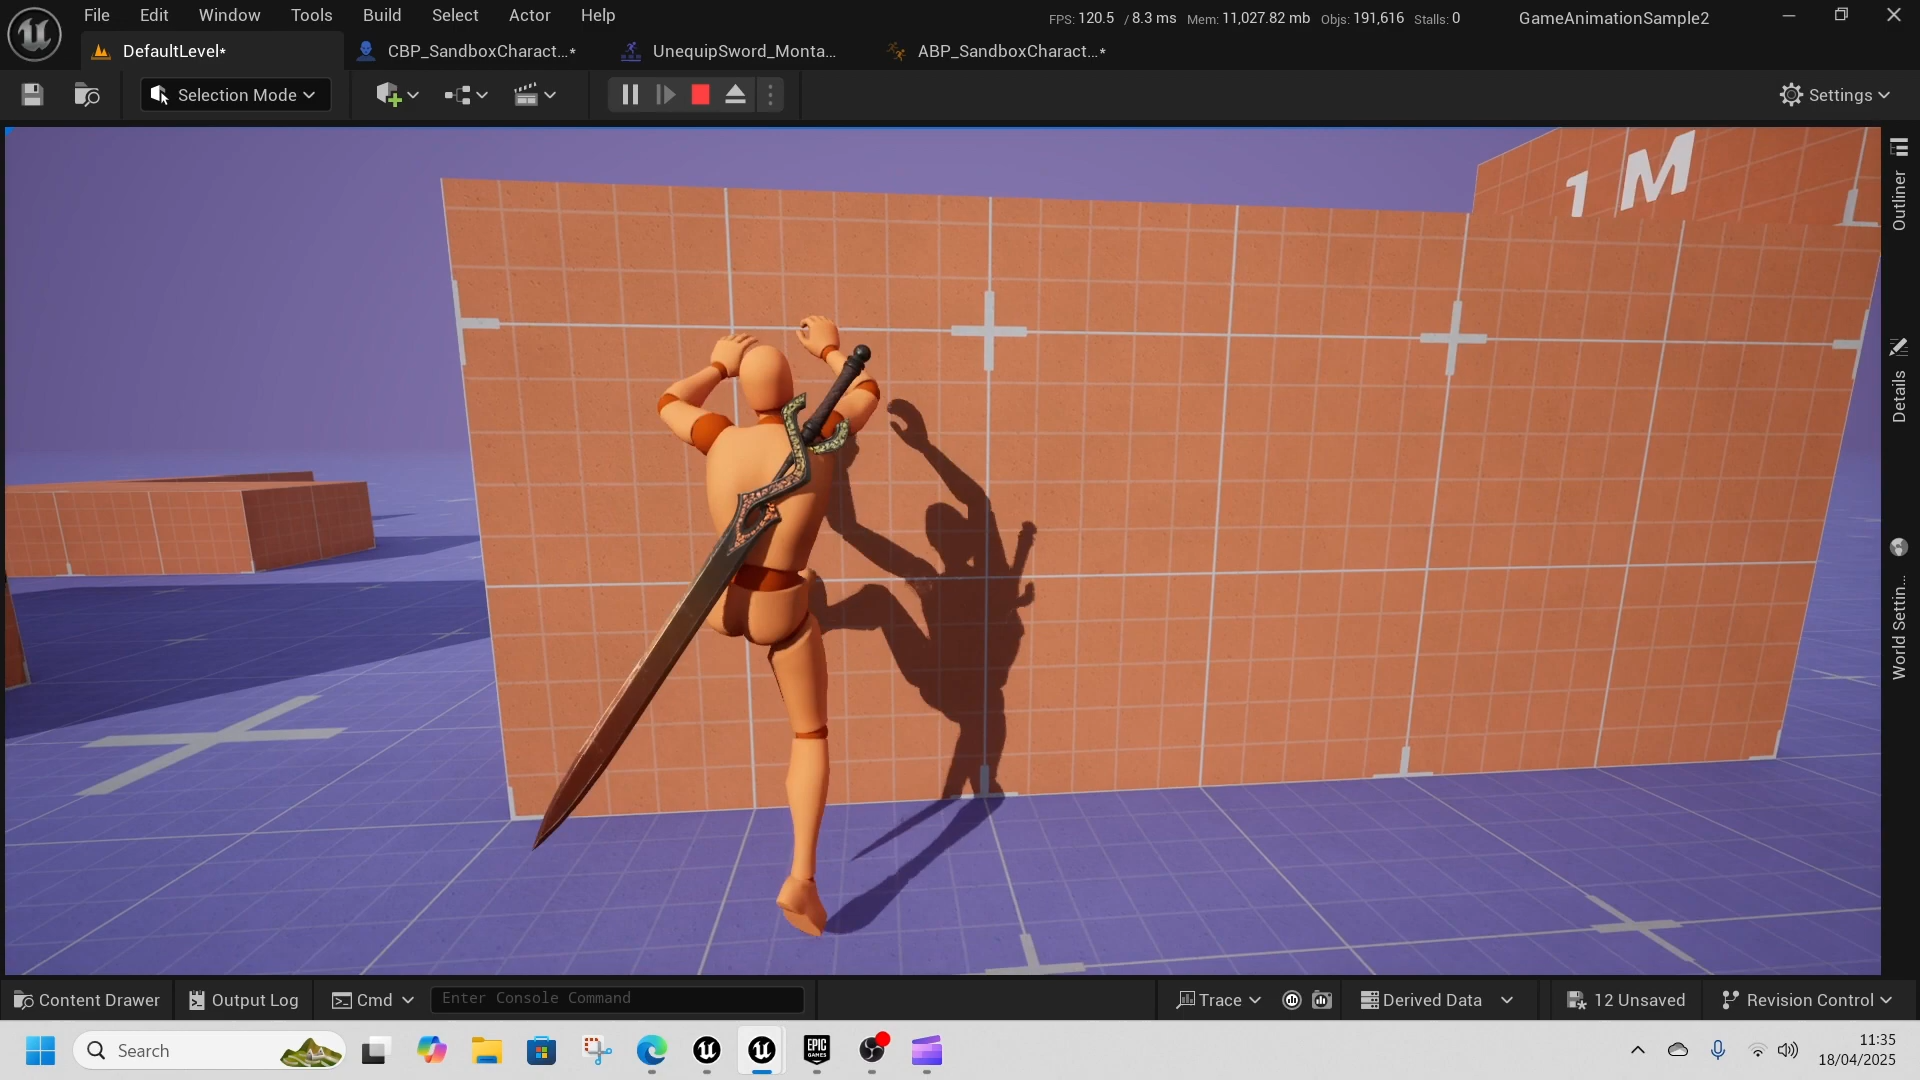 File Edit Window Tools Build Select Actor Help
FPS: 120.5 / 8.3 ms Mem: 11,027.82 mb Objs: 191,616 Stalls: 0
GameAnimationSample2
DefaultLevel*
CBP_SandboxCharact...*
UnequipSword_Monta...
ABP_SandboxCharact...*
Selection Mode
Settings
1 M
Outliner
Details
World Settin...
Content Drawer
Output Log
Cmd
Enter Console Command
Trace
Derived Data
12 Unsaved
Revision Control
Search
EPIC GAMES
11:35
18/04/2025